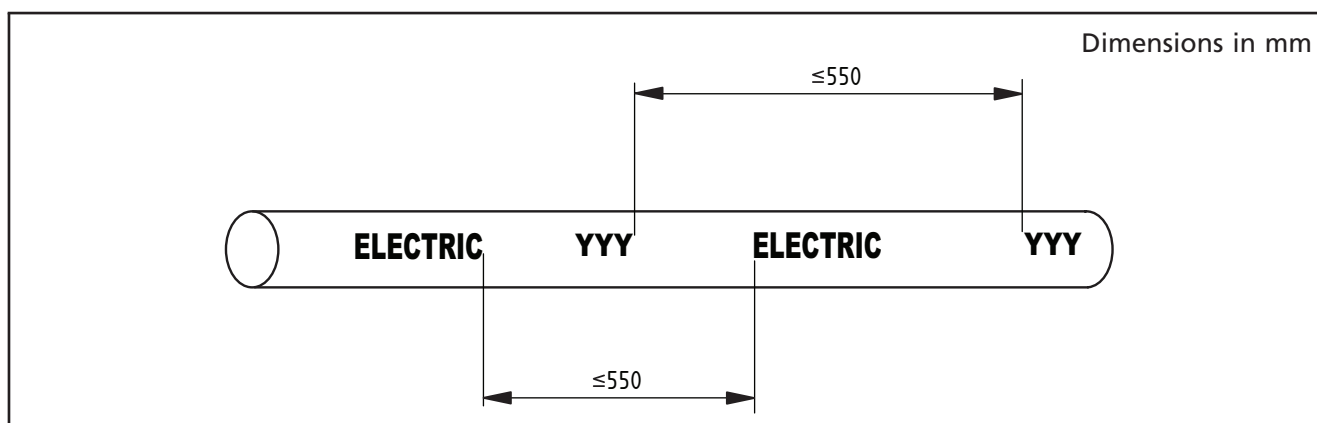 Dimensions in mm
≤550
ELECTRIC YYY ELECTRIC YYY
≤550